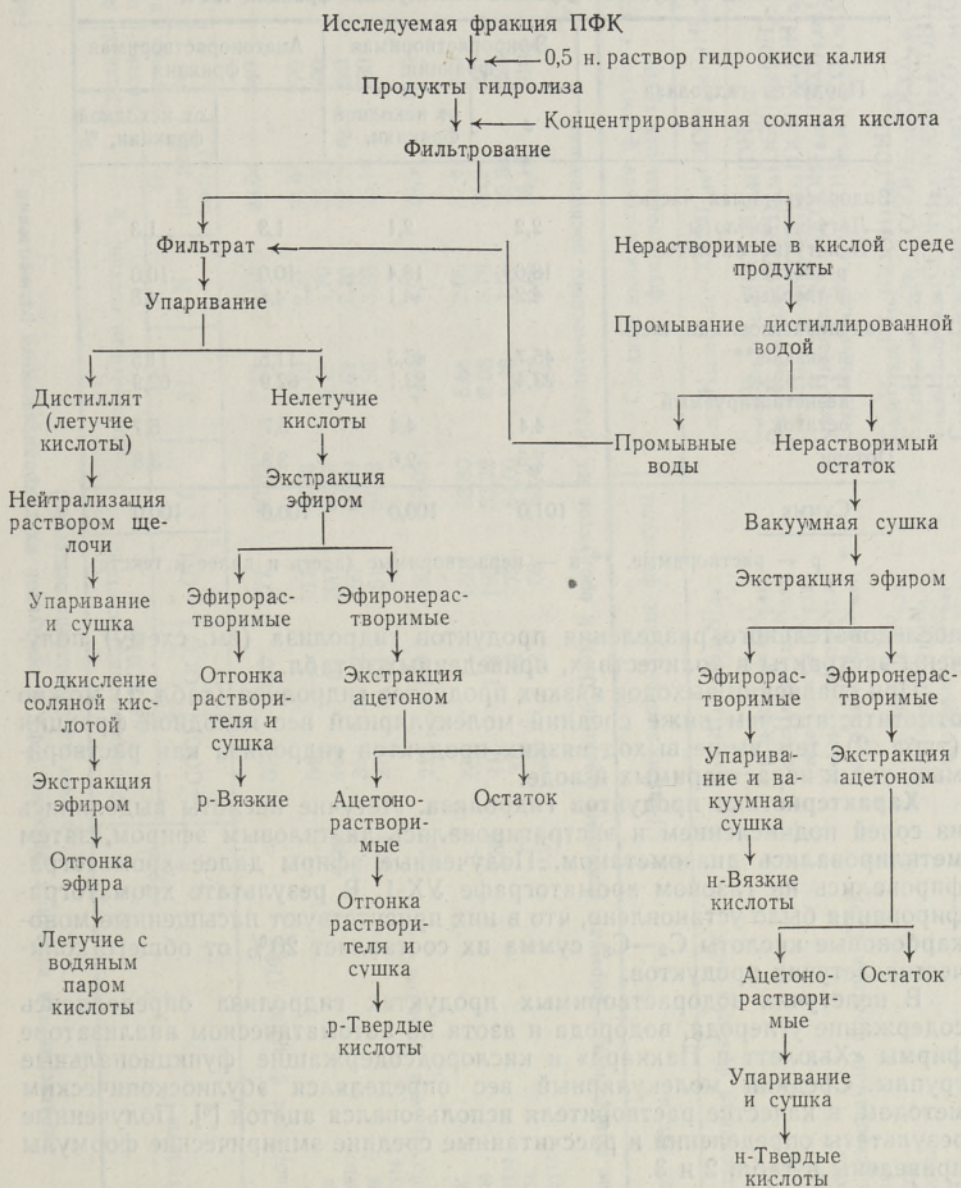 Исследуемая фракция ПФК
0,5 н. раствор гидроокиси калия
Продукты гидролиза
Концентрированная соляная кислота
Фильтрование
Фильтрат
Нерастворимые в кислой среде
продукты
Упаривание
Промывание дистиллированной
водой
Дистиллят
(летучие
кислоты)
Нелетучие
кислоты
Промывные
воды
Нерастворимый
остаток
Нейтрализация
раствором ще-
лочи
Экстракция
эфиром
Вакуумная сушка
Экстракция эфиром
Упаривание
и сушка
Эфирорас-
творимые
Эфиронерас-
творимые
Эфирорас-
творимые
Эфиронерас-
творимые
Подкисление
соляной кис-
лотой
Отгонка
раствори-
теля и
сушка
Экстракция
ацетоном
Упарива-
ние и ва-
куумная
сушка
Экстракция
ацетоном
Экстракция
эфиром
р-Вязкие
Ацетоно-
раствори-
мые
Остаток
н-Вязкие
кислоты
Отгонка
эфира
Отгонка
раствори-
теля и
сушка
Летучие с
водяным
паром
кислоты
р-Твердые
кислоты
Ацетоно-
раствори-
мые
Остаток
Упаривание
и сушка
н-Твердые
кислоты